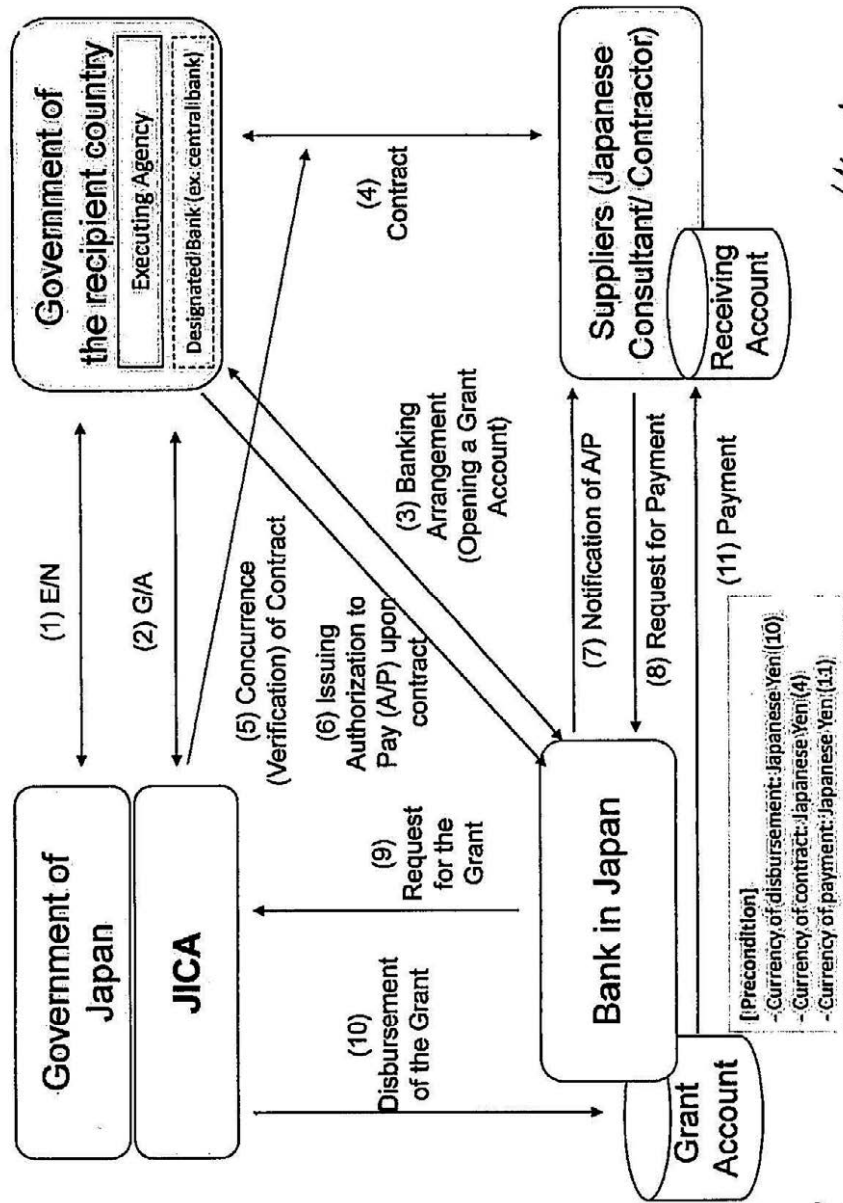 Government of
Japan
JICA
(1) E/N
(2) G/A
Government of
the recipient country
Executing Agency
Designated Bank (ex: central bank)
(5) Concurrence
(Verification) of Contract
(6) Issuing
Authorization to
Pay (A/P) upon
contract
(3) Banking
Arrangement
(Opening a Grant
Account)
(4)
Contract
(10)
Disbursement
of the Grant
(9)
Request
for the
Grant
Bank in Japan
Grant
Account
(7) Notification of A/P
(8) Request for Payment
(11) Payment
Suppliers (Japanese
Consultant/ Contractor)
Receiving
Account
[Precondition]
- Currency of disbursement: Japanese Yen (10)
- Currency of contract: Japanese Yen (4)
- Currency of payment: Japanese Yen (11)